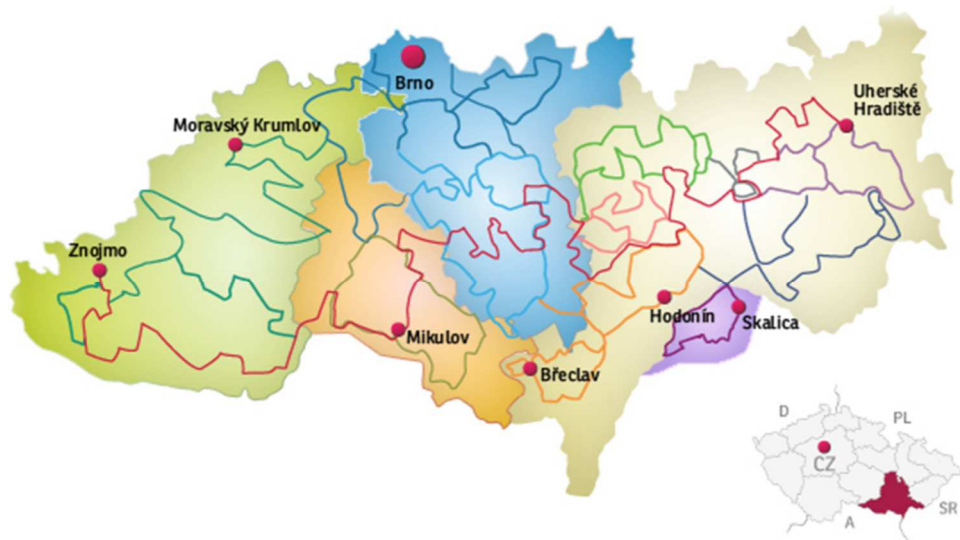 Brno
Uherské
Hradiště
Moravský Krumlov
Znojmo
Hodonín
Skalica
Mikulov
Břeclav
D
PL
CZ
A
SR